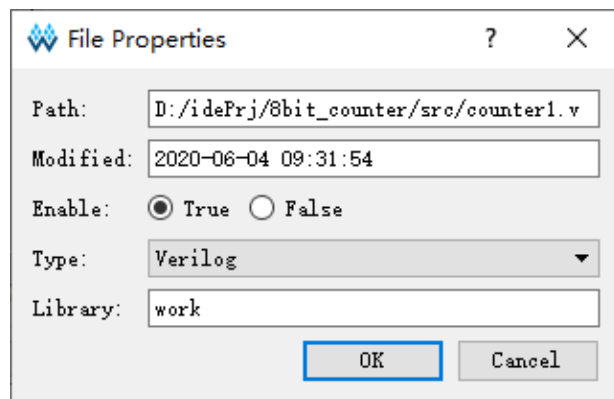 File Properties ? ×
Path: D:/idePrj/8bit_counter/src/counter1.v
Modified: 2020-06-04 09:31:54
Enable: True False
Type: Verilog
Library: work
OK Cancel